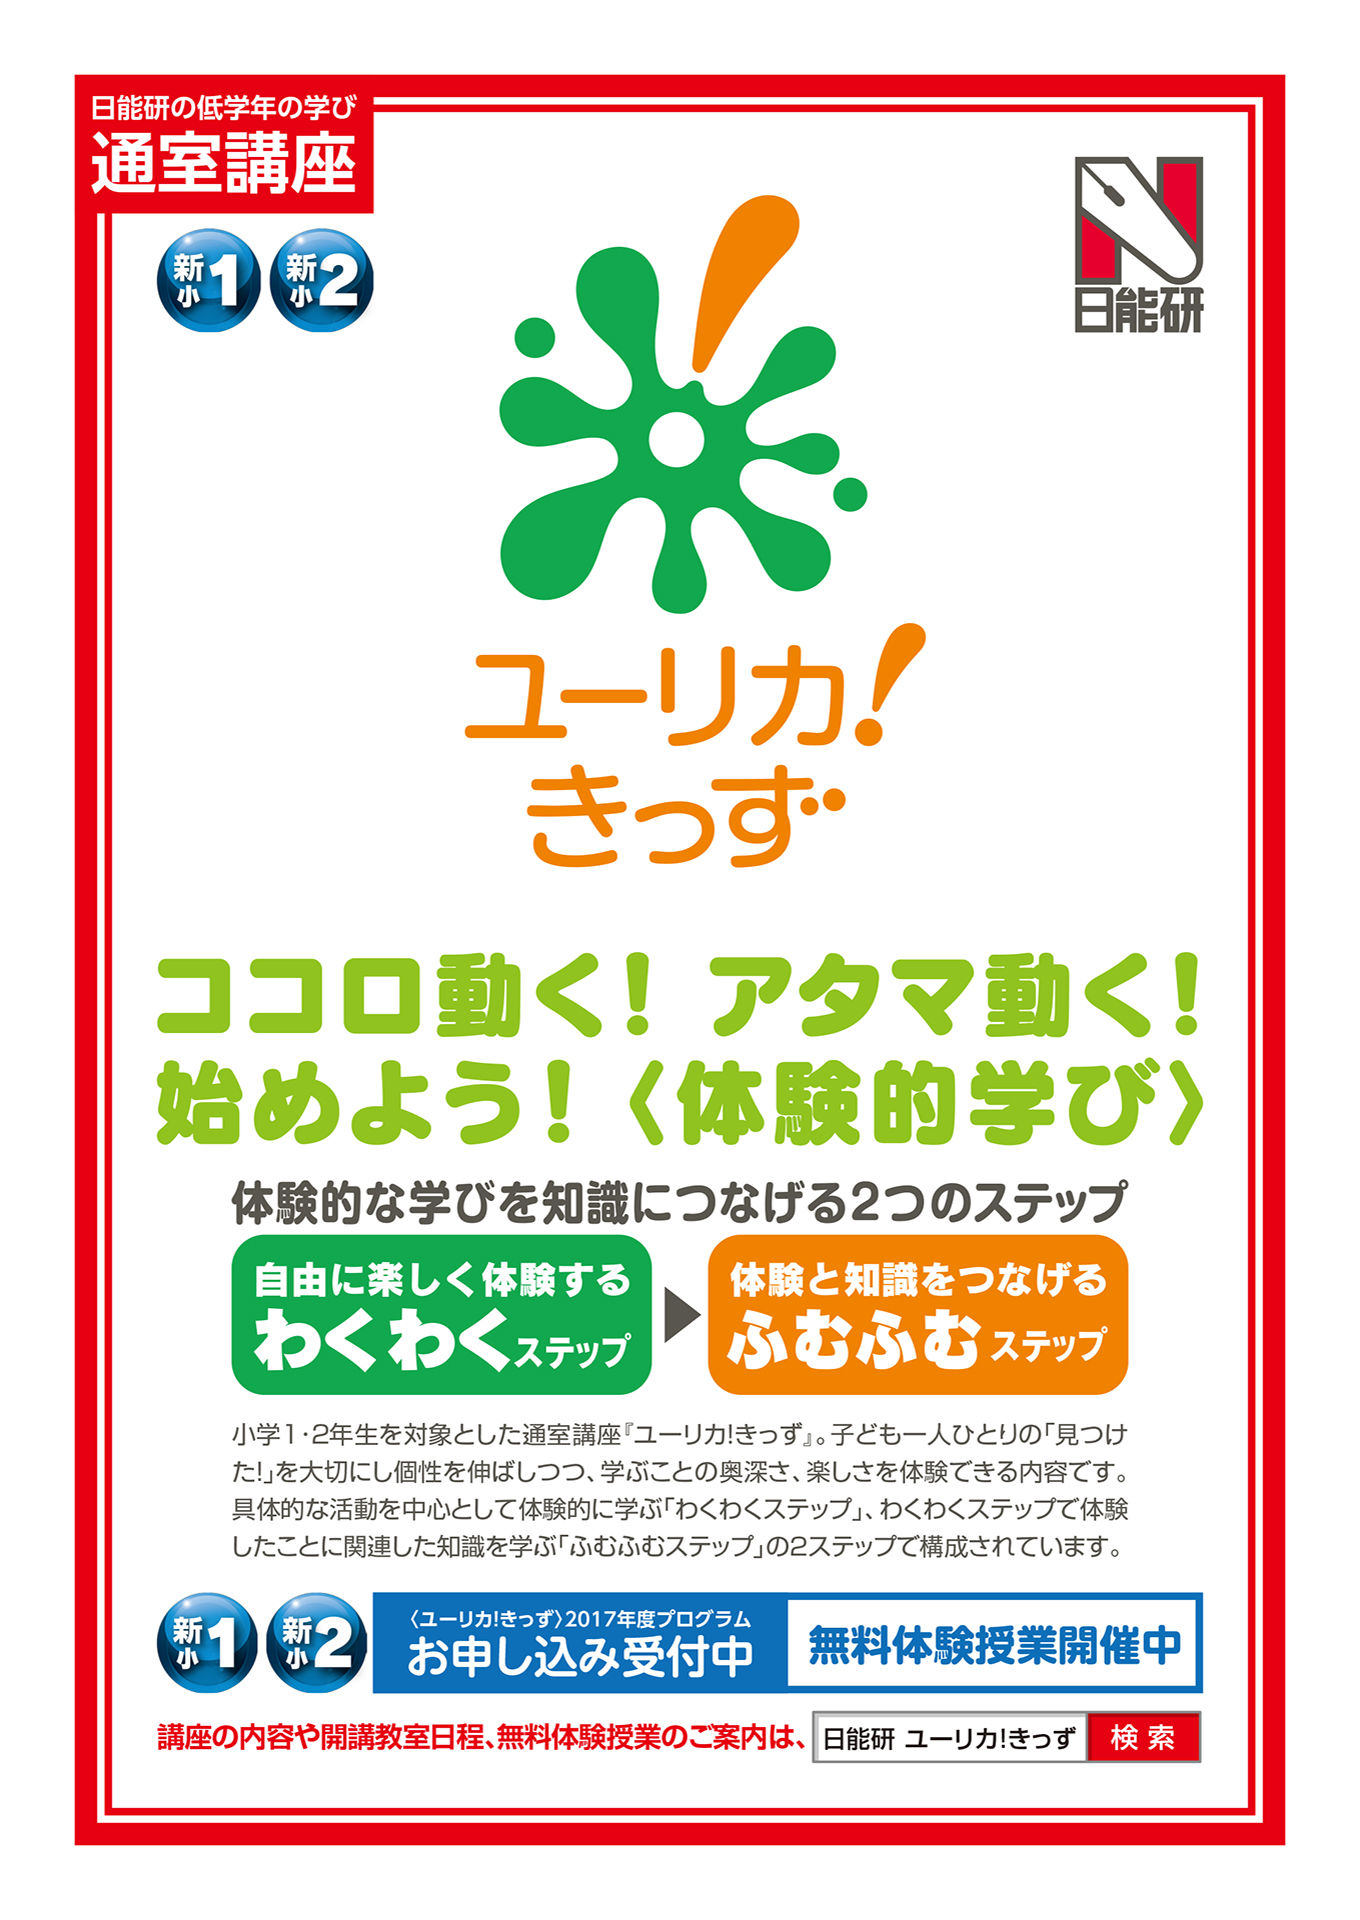 日能研の低学年の学び
通室講座
新小1 新小2
日能研
ユーリカ!
きっず
ココロ動く! アタマ動く!
始めよう!〈体験的学び〉
体験的な学びを知識につなげる2つのステップ
自由に楽しく体験する
わくわくステップ
体験と知識をつなげる
ふむふむステップ
小学1・2年生を対象とした通室講座『ユーリカ!きっず』。子ども一人ひとりの「見つけ
た!」を大切にし個性を伸ばしつつ、学ぶことの奥深さ、楽しさを体験できる内容です。
具体的な活動を中心として体験的に学ぶ「わくわくステップ」、わくわくステップで体験
したことに関連した知識を学ぶ「ふむふむステップ」の2ステップで構成されています。
新小1 新小2
〈ユーリカ!きっず〉2017年度プログラム
お申し込み受付中
無料体験授業開催中
講座の内容や開講教室日程、無料体験授業のご案内は、 日能研 ユーリカ!きっず 検索